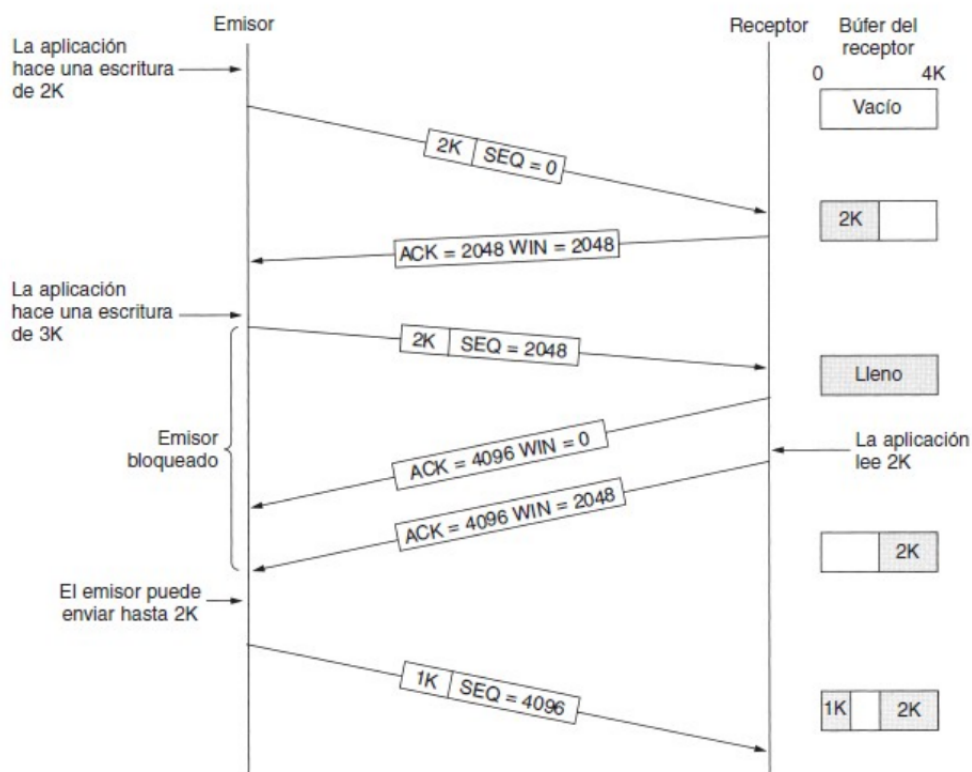 Emisor
Receptor
Búfer del
receptor
0 4K
La aplicación
hace una escritura
de 2K
Vacío
2K SEQ = 0
2K
ACK = 2048 WIN = 2048
La aplicación
hace una escritura
de 3K
2K SEQ = 2048
Lleno
Emisor
bloqueado
ACK = 4096 WIN = 0
La aplicación
lee 2K
ACK = 4096 WIN = 2048
2K
El emisor puede
enviar hasta 2K
1K SEQ = 4096
1K 2K